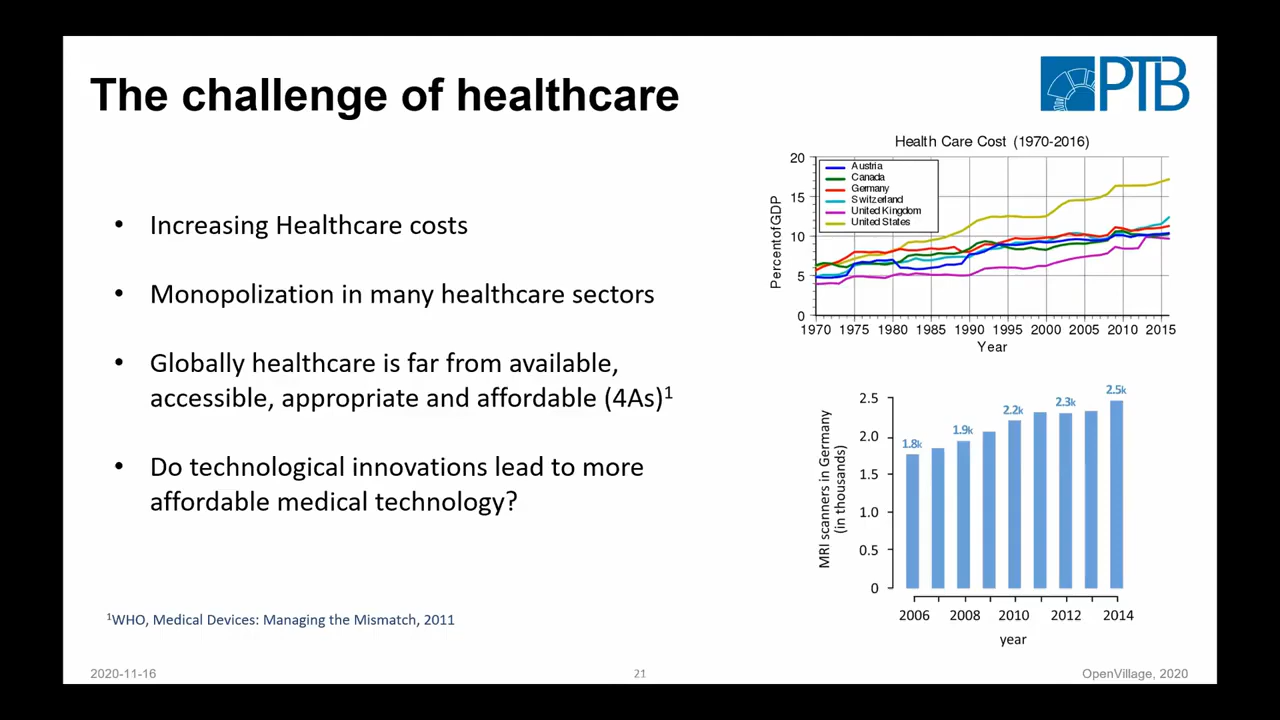 The challenge of healthcare
PTB
• Increasing Healthcare costs
• Monopolization in many healthcare sectors
• Globally healthcare is far from available,
accessible, appropriate and affordable (4As)¹
• Do technological innovations lead to more
affordable medical technology?
¹WHO, Medical Devices: Managing the Mismatch, 2011
Health Care Cost (1970-2016)
Percent of GDP
20
15
10
5
0
Austria
Canada
Germany
Switzerland
United Kingdom
United States
1970 1975 1980 1985 1990 1995 2000 2005 2010 2015
Year
MRI scanners in Germany
(in thousands)
2.5
2.0
1.5
1.0
0.5
0
1.8k
1.9k
2.2k
2.3k
2.5k
2006 2008 2010 2012 2014
year
2020-11-16
21
OpenVillage, 2020